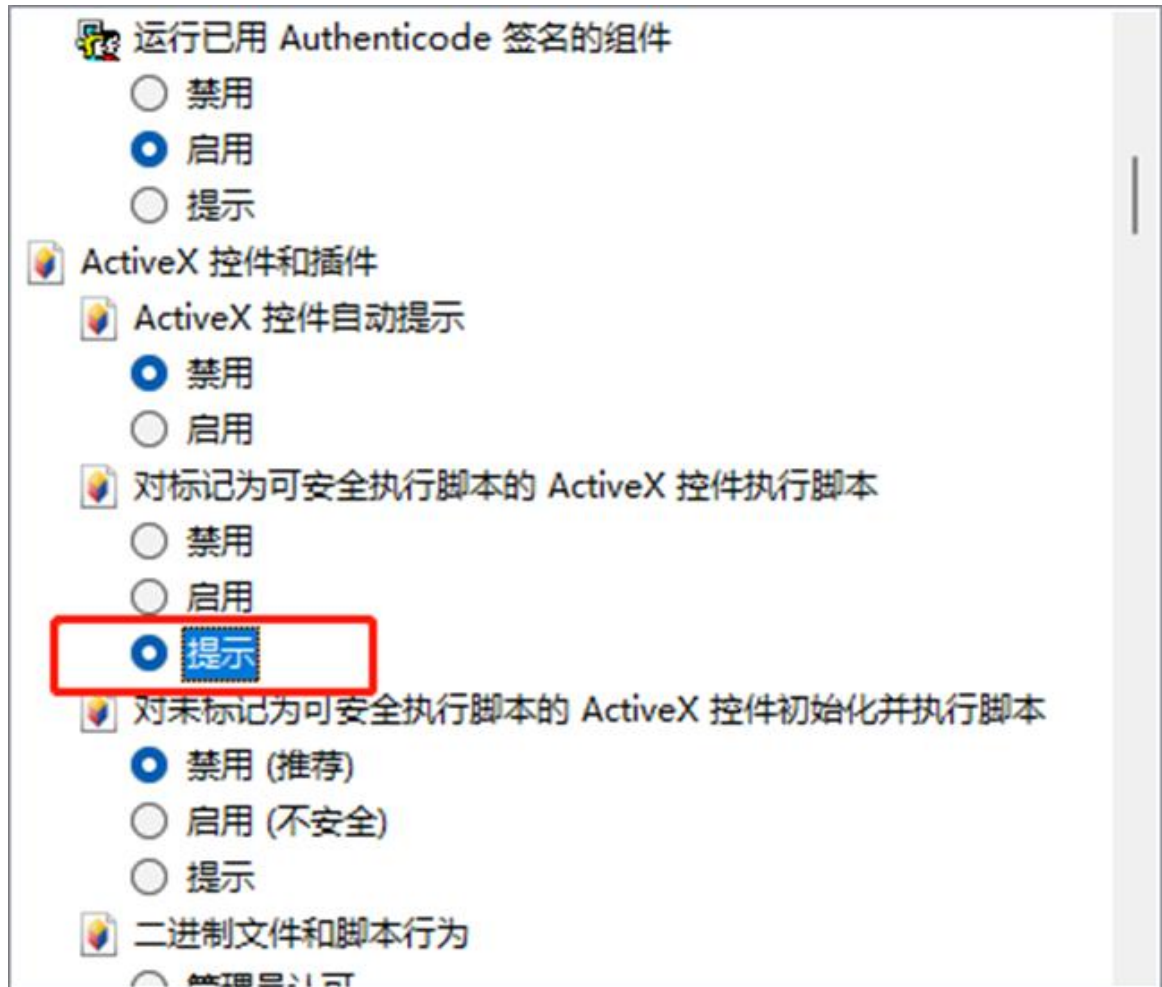 运行已用 Authenticode 签名的组件
禁用
启用
提示
ActiveX 控件和插件
ActiveX 控件自动提示
禁用
启用
对标记为可安全执行脚本的 ActiveX 控件执行脚本
禁用
启用
提示
对未标记为可安全执行脚本的 ActiveX 控件初始化并执行脚本
禁用 (推荐)
启用 (不安全)
提示
二进制文件和脚本行为
管理员认可